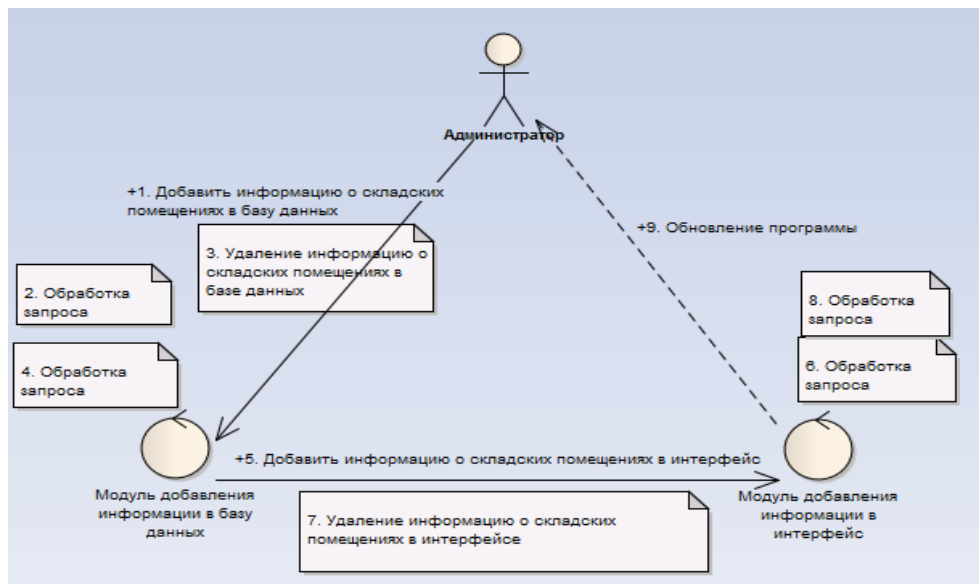 Администратор
+1. Добавить информацию о складских
помещениях в базу данных
3. Удаление информацию о
складских помещениях в
базе данных
+9. Обновление программы
2. Обработка
запроса
4. Обработка
запроса
8. Обработка
запроса
6. Обработка
запроса
+5. Добавить информацию о складских помещениях в интерфейс
Модуль добавления
информации в базу
данных
7. Удаление информацию о складских
помещениях в интерфейсе
Модуль добавления
информации в
интерфейс